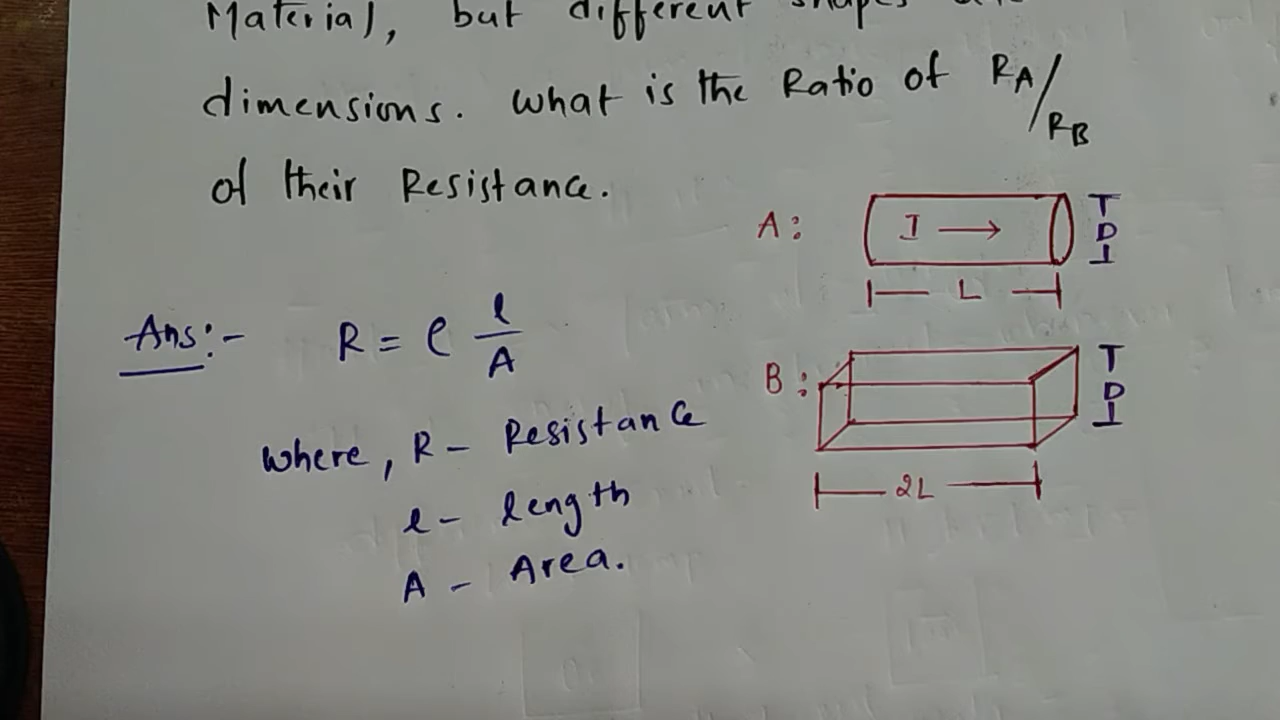 Material, but different shapes
dimensions. What is the Ratio of RA/RB
of their Resistance.
A: I → T D I
L
Ans:- R = ρ l/A
B: T D I
where, R - Resistance
2L
l - length
A - Area.